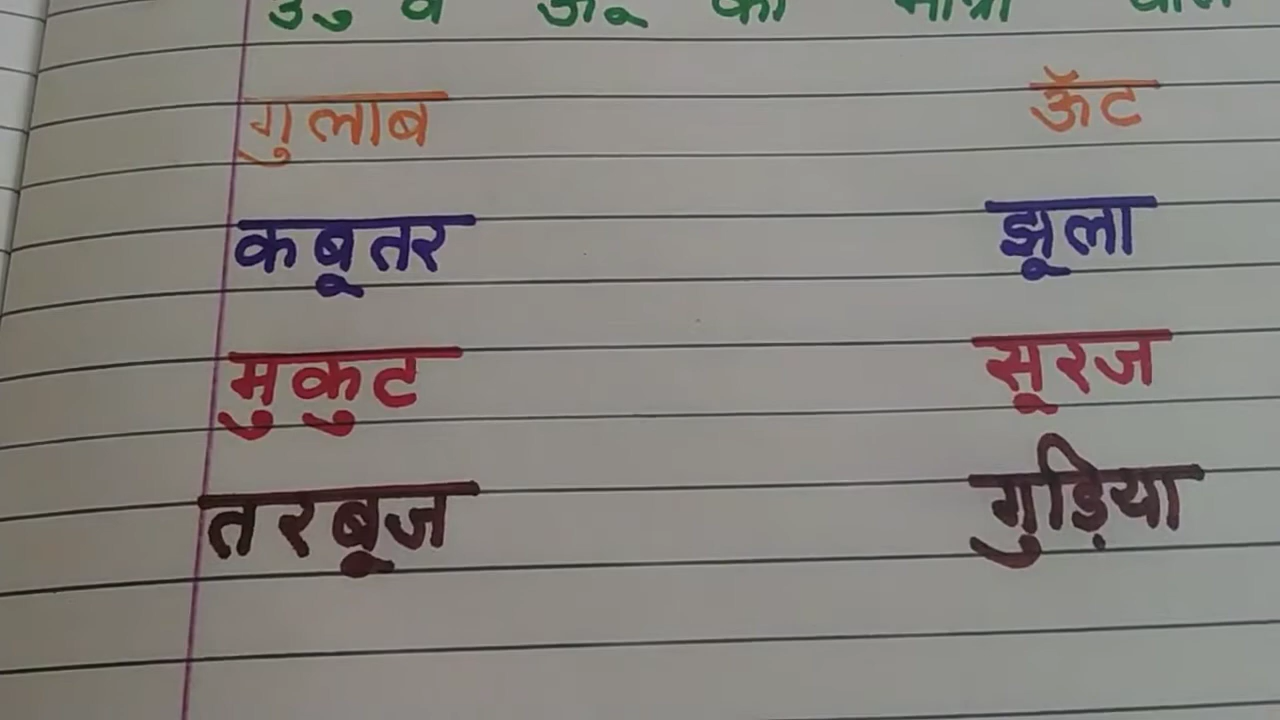 उ ु व ऊ ू की मात्रा वाले
गुलाब ऊँट
कबूतर झूला
मुकुट सूरज
तरबूज गुड़िया